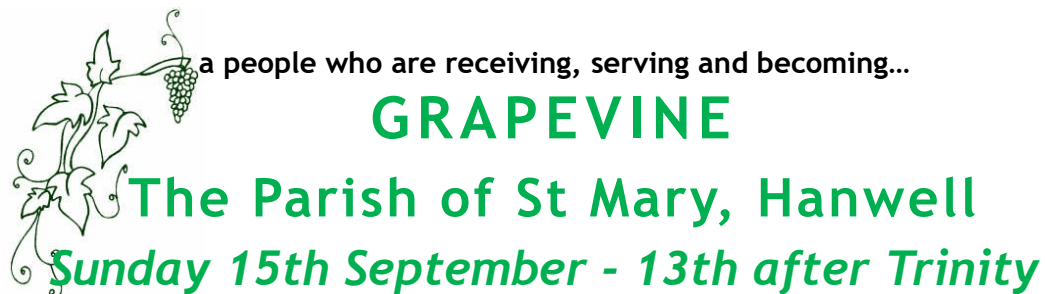 a people who are receiving, serving and becoming…
GRAPEVINE
The Parish of St Mary, Hanwell
Sunday 15th September - 13th after Trinity